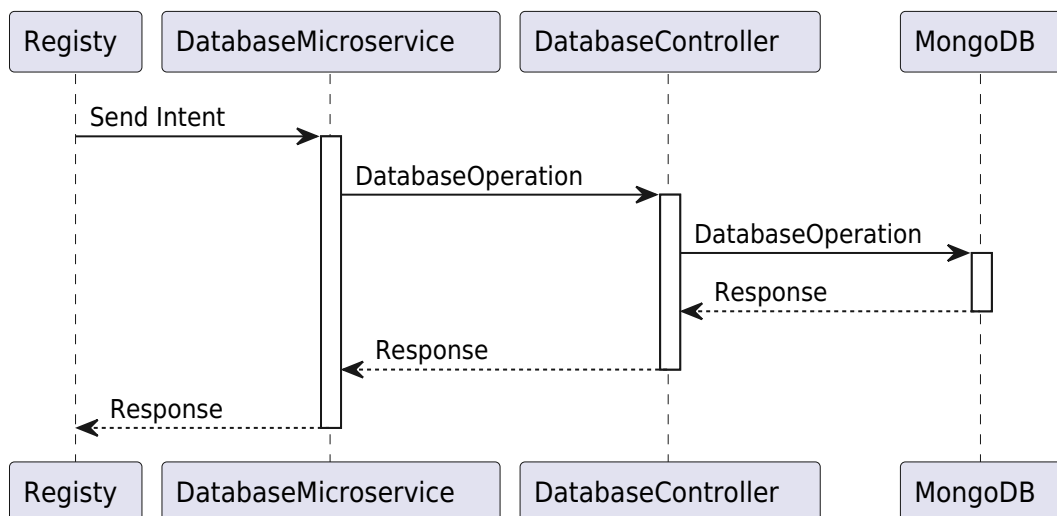 Registy DatabaseMicroservice DatabaseController MongoDB
Send Intent
DatabaseOperation
DatabaseOperation
Response
Response
Response
Registy DatabaseMicroservice DatabaseController MongoDB